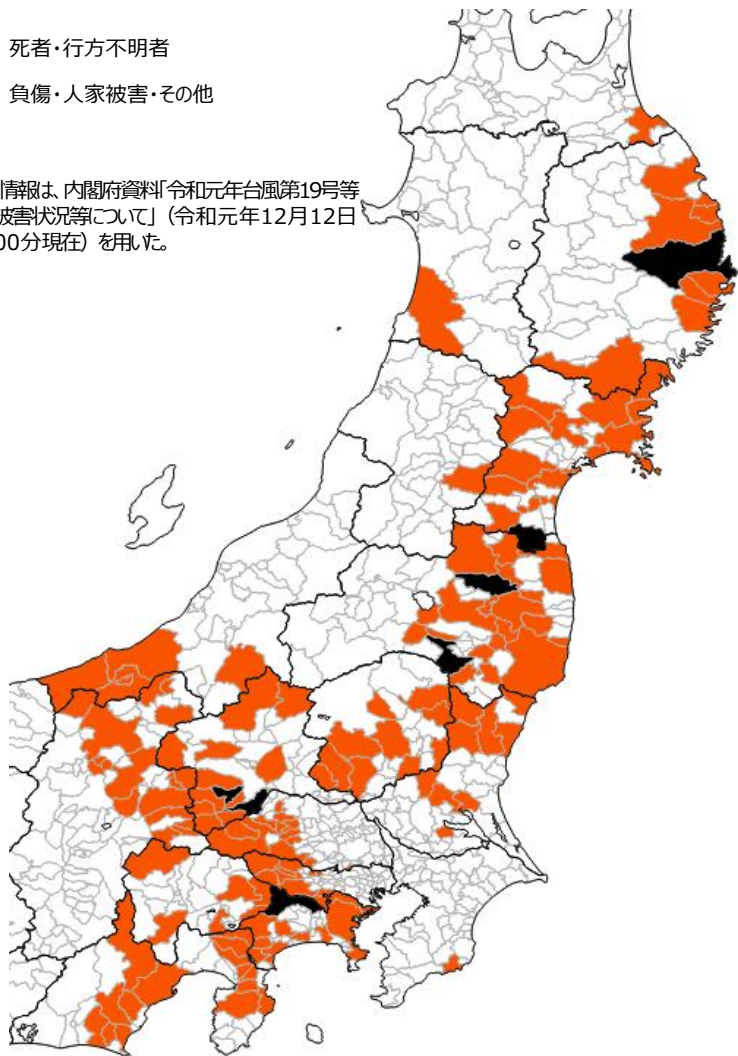 死者・行方不明者
負傷・人家被害・その他
情報は、内閣府資料「令和元年台風第19号等
被害状況等について」（令和元年12月12日
00分現在）を用いた。